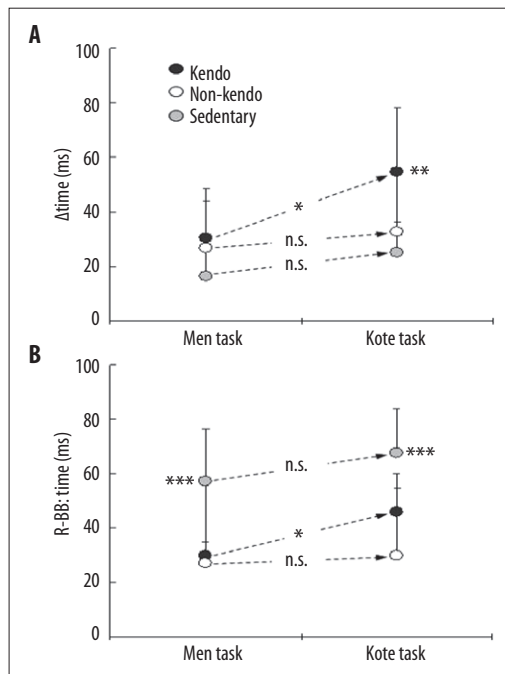 A
100
80
60
40
20
0
Δtime (ms)
Kendo
Non-kendo
Sedentary
*
**
n.s.
n.s.
Men task
Kote task
B
100
80
60
40
20
0
R-BB: time (ms)
***
n.s.
***
*
n.s.
Men task
Kote task